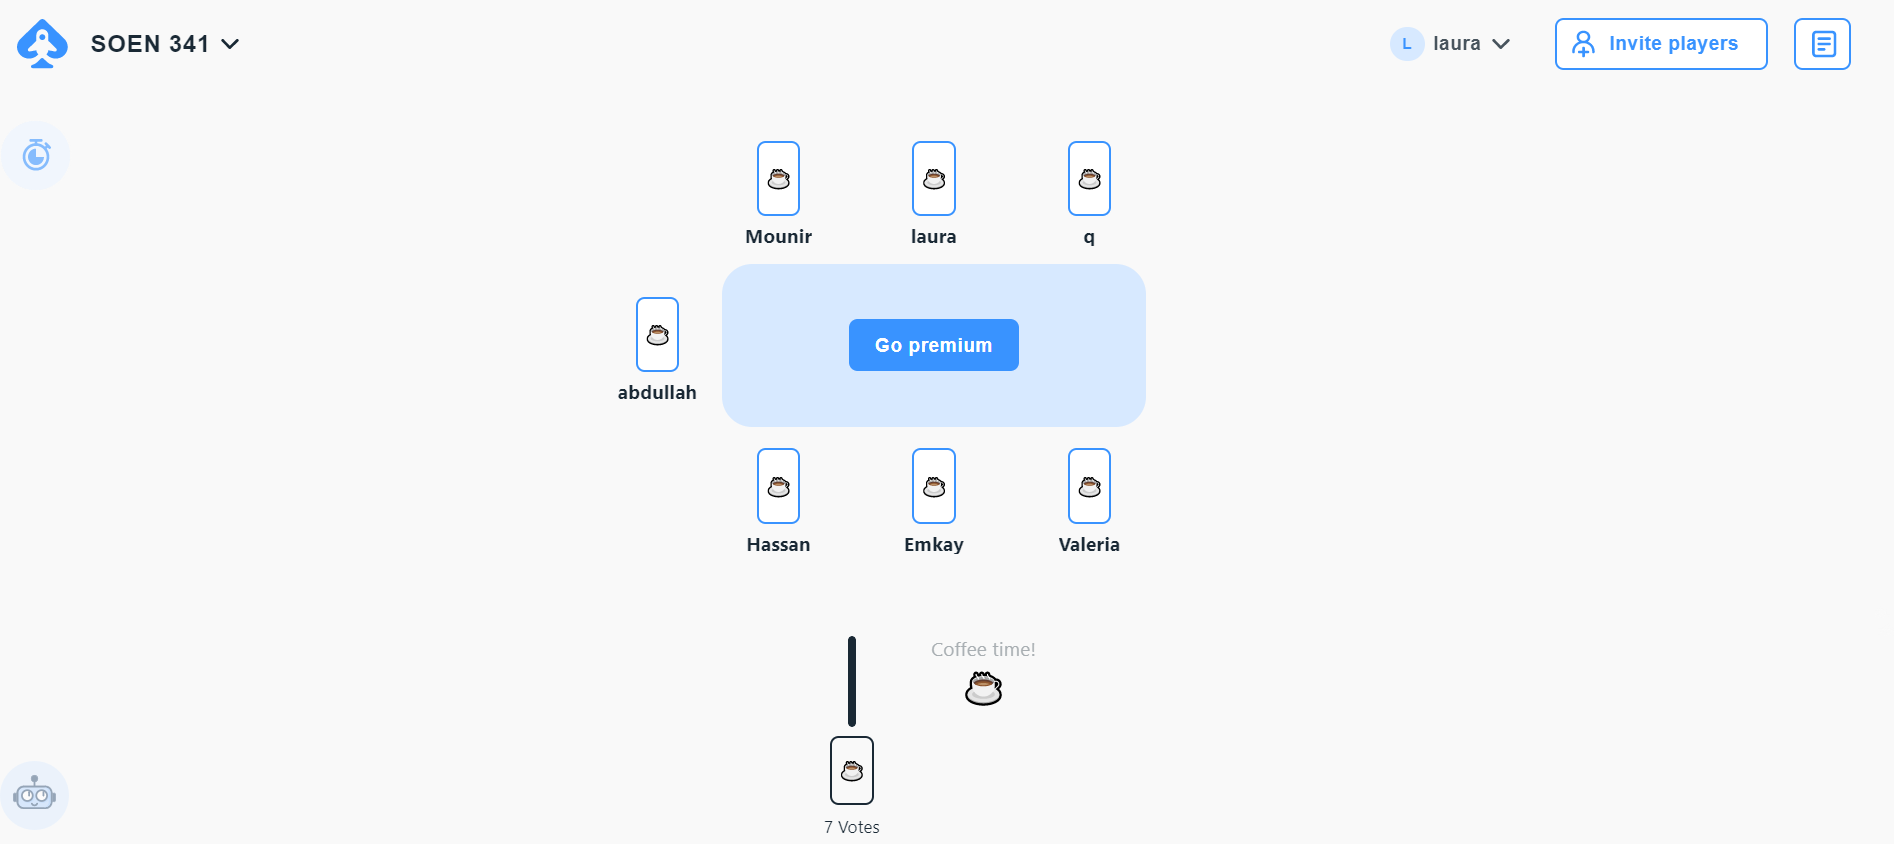 SOEN 341
L
laura
Invite players
Mounir
laura
q
abdullah
Go premium
Hassan
Emkay
Valeria
Coffee time!
7 Votes